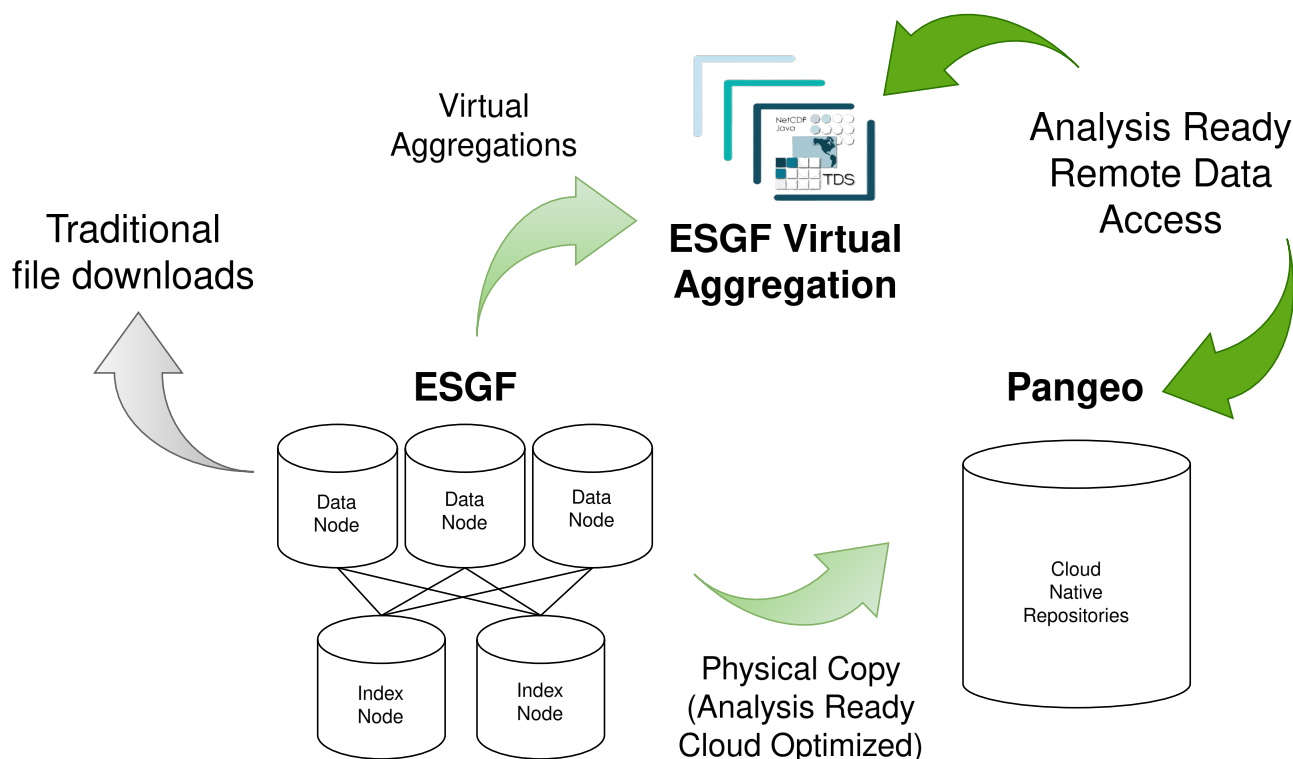 Virtual
Aggregations
NetCDF
Java
TDS
ESGF Virtual
Aggregation
Analysis Ready
Remote Data
Access
Traditional
file downloads
ESGF
Data
Node
Data
Node
Data
Node
Index
Node
Index
Node
Pangeo
Cloud
Native
Repositories
Physical Copy
(Analysis Ready
Cloud Optimized)